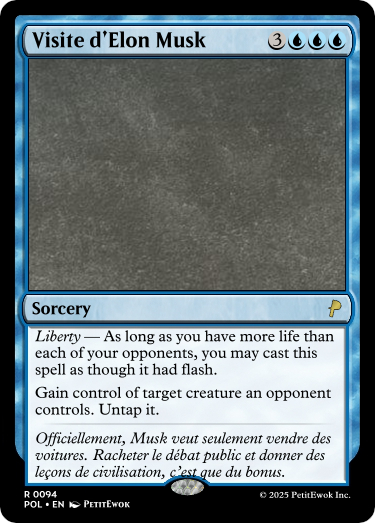 Visite d'Elon Musk 3
Sorcery
Liberty — As long as you have more life than
each of your opponents, you may cast this
spell as though it had flash.
Gain control of target creature an opponent
controls. Untap it.
Officiellement, Musk veut seulement vendre des
voitures. Racheter le débat public et donner des
leçons de civilisation, c'est que du bonus.
R 0094
POL • EN PetitEwok
© 2025 PetitEwok Inc.